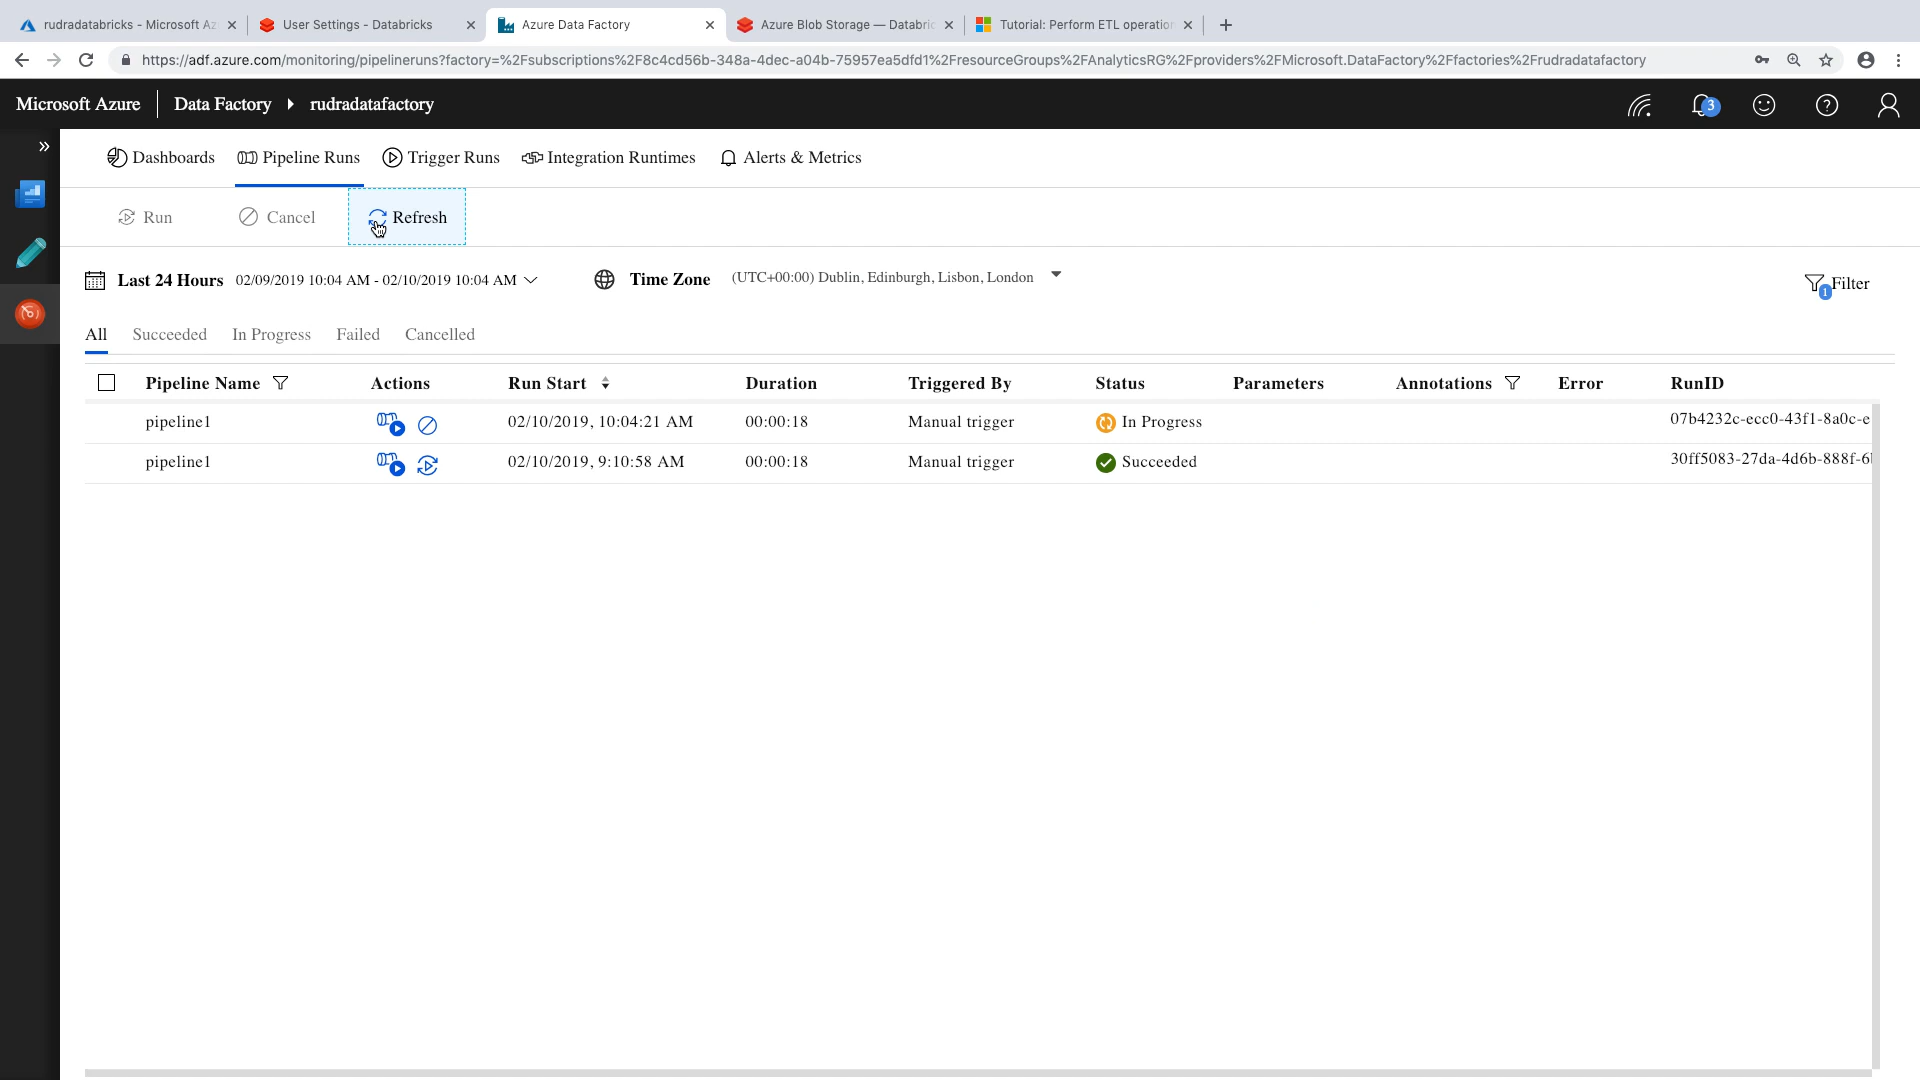 rudradatabricks - Microsoft Az
User Settings - Databricks
Azure Data Factory
Azure Blob Storage — Databric
Tutorial: Perform ETL operation
https://adf.azure.com/monitoring/pipelineruns?factory=%2Fsubscriptions%2F8c4cd56b-348a-4dec-a04b-75957ea5dfd1%2FresourceGroups%2FAnalyticsRG%2Fproviders%2FMicrosoft.DataFactory%2Ffactories%2Frudradatafactory
Microsoft Azure
Data Factory
rudradatafactory
3
Dashboards
Pipeline Runs
Trigger Runs
Integration Runtimes
Alerts & Metrics
Run
Cancel
Refresh
Last 24 Hours 02/09/2019 10:04 AM - 02/10/2019 10:04 AM
Time Zone (UTC+00:00) Dublin, Edinburgh, Lisbon, London
1 Filter
All Succeeded In Progress Failed Cancelled
Pipeline Name Actions Run Start Duration Triggered By Status Parameters Annotations Error RunID
pipeline1 02/10/2019, 10:04:21 AM 00:00:18 Manual trigger In Progress 07b4232c-ecc0-43f1-8a0c-e
pipeline1 02/10/2019, 9:10:58 AM 00:00:18 Manual trigger Succeeded 30ff5083-27da-4d6b-888f-6